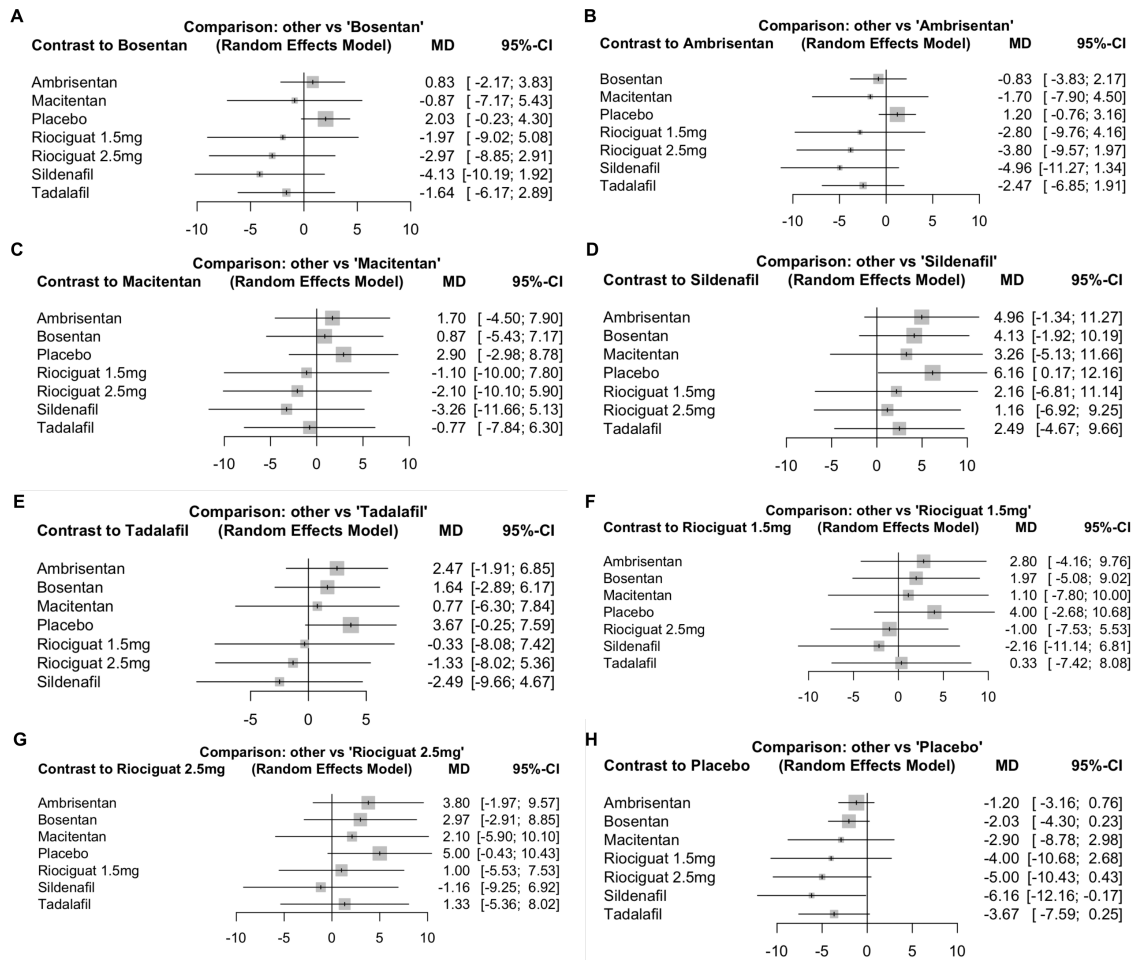 A
Comparison: other vs 'Bosentan'
Contrast to Bosentan (Random Effects Model) MD 95%-CI
Ambrisentan 0.83 [ -2.17; 3.83]
Macitentan -0.87 [ -7.17; 5.43]
Placebo 2.03 [ -0.23; 4.30]
Riociguat 1.5mg -1.97 [ -9.02; 5.08]
Riociguat 2.5mg -2.97 [ -8.85; 2.91]
Sildenafil -4.13 [-10.19; 1.92]
Tadalafil -1.64 [ -6.17; 2.89]
-10 -5 0 5 10
B
Comparison: other vs 'Ambrisentan'
Contrast to Ambrisentan (Random Effects Model) MD 95%-CI
Bosentan -0.83 [ -3.83; 2.17]
Macitentan -1.70 [ -7.90; 4.50]
Placebo 1.20 [ -0.76; 3.16]
Riociguat 1.5mg -2.80 [ -9.76; 4.16]
Riociguat 2.5mg -3.80 [ -9.57; 1.97]
Sildenafil -4.96 [-11.27; 1.34]
Tadalafil -2.47 [ -6.85; 1.91]
-10 -5 0 5 10
C
Comparison: other vs 'Macitentan'
Contrast to Macitentan (Random Effects Model) MD 95%-CI
Ambrisentan 1.70 [ -4.50; 7.90]
Bosentan 0.87 [ -5.43; 7.17]
Placebo 2.90 [ -2.98; 8.78]
Riociguat 1.5mg -1.10 [ -10.00; 7.80]
Riociguat 2.5mg -2.10 [ -10.10; 5.90]
Sildenafil -3.26 [ -11.66; 5.13]
Tadalafil -0.77 [ -7.84; 6.30]
-10 -5 0 5 10
D
Comparison: other vs 'Sildenafil'
Contrast to Sildenafil (Random Effects Model) MD 95%-CI
Ambrisentan 4.96 [-1.34; 11.27]
Bosentan 4.13 [-1.92; 10.19]
Macitentan 3.26 [-5.13; 11.66]
Placebo 6.16 [ 0.17; 12.16]
Riociguat 1.5mg 2.16 [-6.81; 11.14]
Riociguat 2.5mg 1.16 [-6.92; 9.25]
Tadalafil 2.49 [-4.67; 9.66]
-10 -5 0 5 10
E
Comparison: other vs 'Tadalafil'
Contrast to Tadalafil (Random Effects Model) MD 95%-CI
Ambrisentan 2.47 [-1.91; 6.85]
Bosentan 1.64 [-2.89; 6.17]
Macitentan 0.77 [-6.30; 7.84]
Placebo 3.67 [-0.25; 7.59]
Riociguat 1.5mg -0.33 [-8.08; 7.42]
Riociguat 2.5mg -1.33 [-8.02; 5.36]
Sildenafil -2.49 [-9.66; 4.67]
-5 0 5
F
Comparison: other vs 'Riociguat 1.5mg'
Contrast to Riociguat 1.5mg (Random Effects Model) MD 95%-CI
Ambrisentan 2.80 [ -4.16; 9.76]
Bosentan 1.97 [ -5.08; 9.02]
Macitentan 1.10 [ -7.80; 10.00]
Placebo 4.00 [ -2.68; 10.68]
Riociguat 2.5mg -1.00 [ -7.53; 5.53]
Sildenafil -2.16 [ -11.14; 6.81]
Tadalafil 0.33 [ -7.42; 8.08]
-10 -5 0 5 10
G
Comparison: other vs 'Riociguat 2.5mg'
Contrast to Riociguat 2.5mg (Random Effects Model) MD 95%-CI
Ambrisentan 3.80 [-1.97; 9.57]
Bosentan 2.97 [-2.91; 8.85]
Macitentan 2.10 [-5.90; 10.10]
Placebo 5.00 [-0.43; 10.43]
Riociguat 1.5mg 1.00 [-5.53; 7.53]
Sildenafil -1.16 [-9.25; 6.92]
Tadalafil 1.33 [-5.36; 8.02]
-10 -5 0 5 10
H
Comparison: other vs 'Placebo'
Contrast to Placebo (Random Effects Model) MD 95%-CI
Ambrisentan -1.20 [ -3.16; 0.76]
Bosentan -2.03 [ -4.30; 0.23]
Macitentan -2.90 [ -8.78; 2.98]
Riociguat 1.5mg -4.00 [ -10.68; 2.68]
Riociguat 2.5mg -5.00 [ -10.43; 0.43]
Sildenafil -6.16 [-12.16; -0.17]
Tadalafil -3.67 [ -7.59; 0.25]
-10 -5 0 5 10